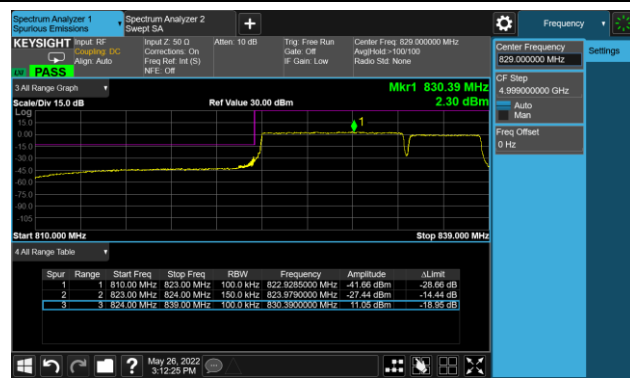 Spectrum Analyzer 1
Spurious Emissions
Spectrum Analyzer 2
Swept SA
Frequency
KEYSIGHT
Input: RF
Coupling: DC
Align: Auto
Input Z: 50 Ω
Corrections: On
Freq Ref: Int (S)
NFE: Off
Atten: 10 dB
Trig: Free Run
Gate: Off
IF Gain: Low
Center Freq: 829.000000 MHz
Avg|Hold:>100/100
Radio Std: None
PASS
Center Frequency
829.000000 MHz
Settings
CF Step
4.999000000 GHz
Auto
Man
Freq Offset
0 Hz
3 All Range Graph
Mkr1 830.39 MHz
Scale/Div 15.0 dB
Ref Value 30.00 dBm
2.30 dBm
Log
15.0
0.00
-15.0
-30.0
-45.0
-60.0
-75.0
-90.0
-105
1
Start 810.000 MHz
Stop 839.000 MHz
4 All Range Table
Spur Range Start Freq Stop Freq RBW Frequency Amplitude ΔLimit
1 1 810.00 MHz 823.00 MHz 100.0 kHz 822.9285000 MHz -41.66 dBm -28.66 dB
2 2 823.00 MHz 824.00 MHz 150.0 kHz 823.9790000 MHz -27.44 dBm -14.44 dB
3 3 824.00 MHz 839.00 MHz 100.0 kHz 830.3900000 MHz 11.05 dBm -18.95 dB
?
May 26, 2022
3:12:25 PM